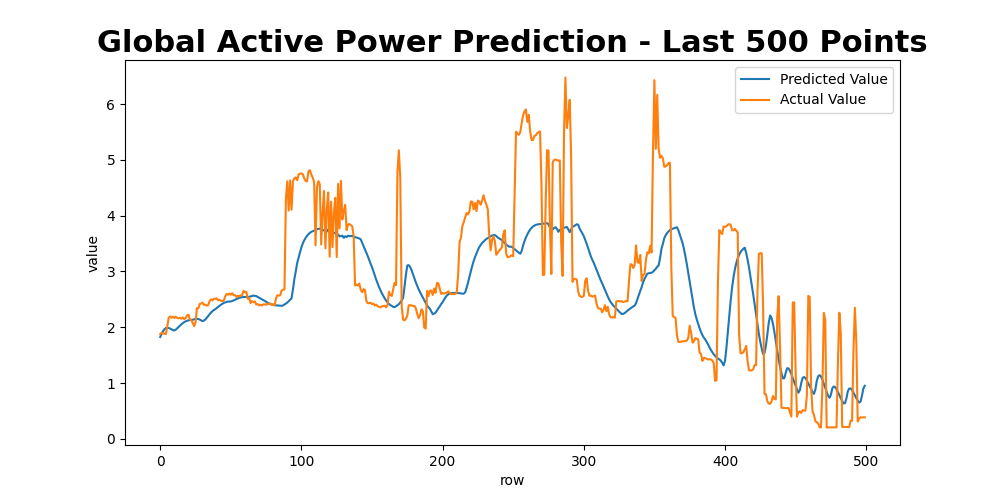 Global Active Power Prediction - Last 500 Points
Predicted Value
Actual Value
6
5
4
3
2
1
0
value
0 100 200 300 400 500
row